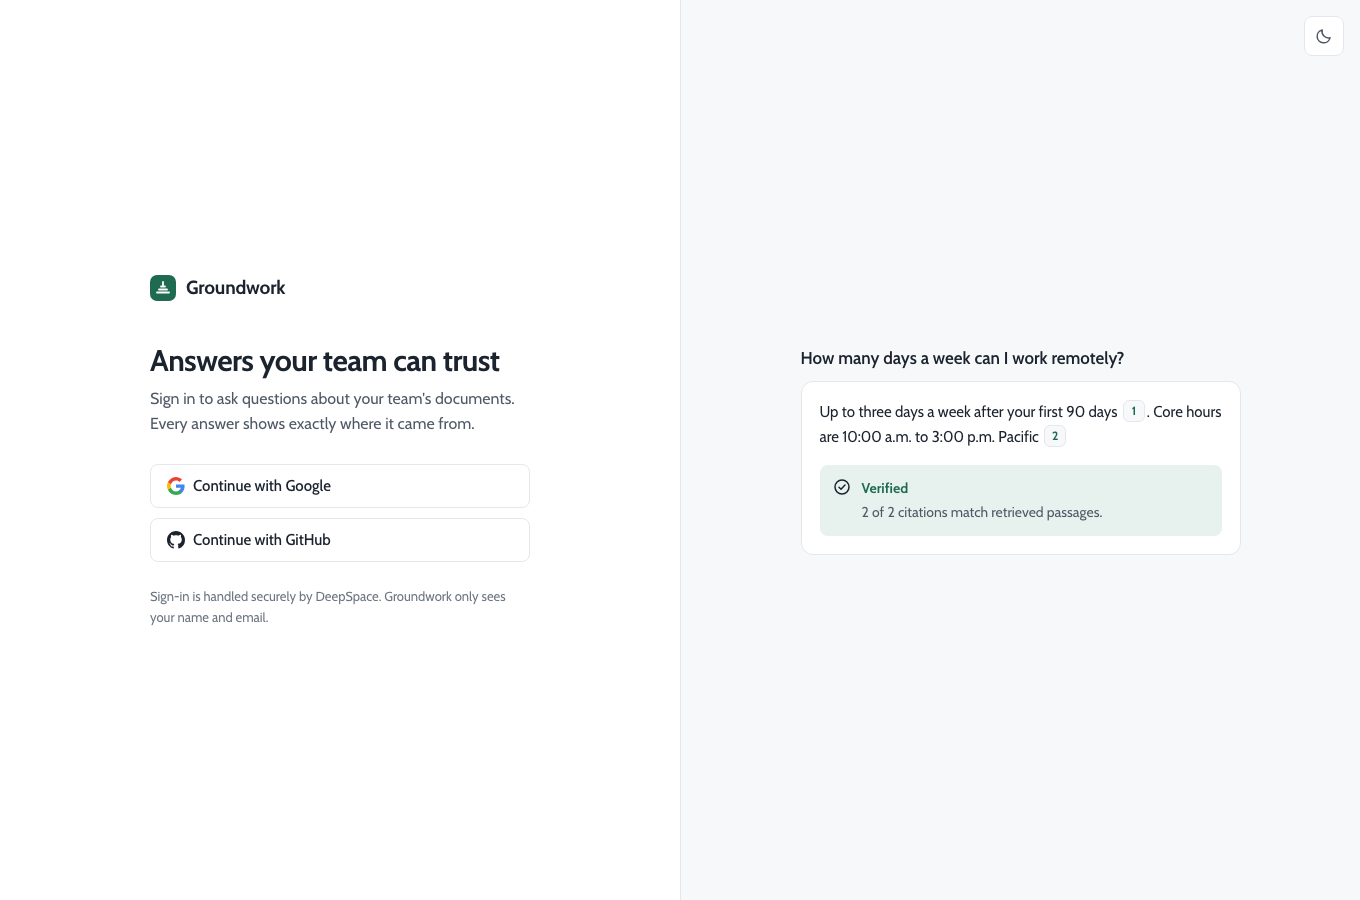 Groundwork
Answers your team can trust
Sign in to ask questions about your team's documents.
Every answer shows exactly where it came from.
Continue with Google
Continue with GitHub
Sign-in is handled securely by DeepSpace. Groundwork only sees
your name and email.
How many days a week can I work remotely?
Up to three days a week after your first 90 days 1 . Core hours
are 10:00 a.m. to 3:00 p.m. Pacific 2
Verified
2 of 2 citations match retrieved passages.